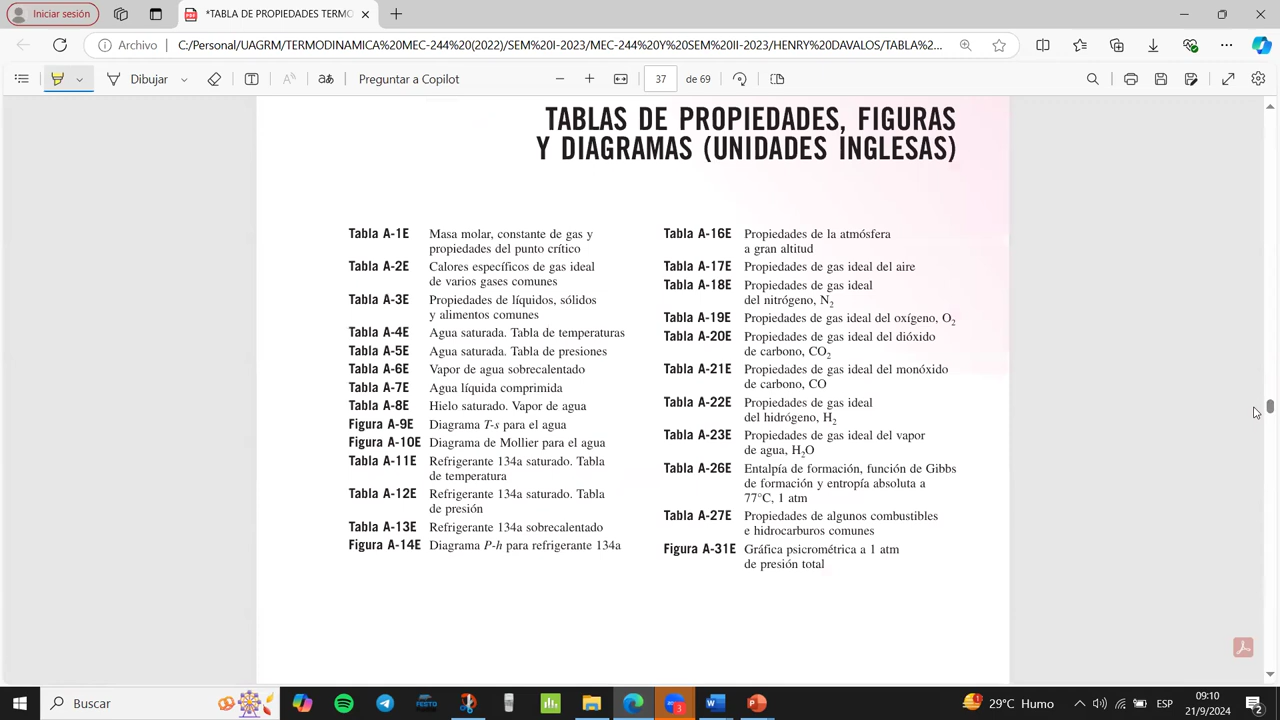 Iniciar sesión
*TABLA DE PROPIEDADES TERMO
Archivo
C:/Personal/UAGRM/TERMODINAMICA%20MEC-244%20(2022)/SEM%20I-2023/MEC-244%20Y%20SEM%20II-2023/HENRY%20DAVALOS/TABLA%2...
Dibujar
aあ
Preguntar a Copilot
37 de 69
TABLAS DE PROPIEDADES, FIGURAS
Y DIAGRAMAS (UNIDADES INGLESAS)
Tabla A-1E Masa molar, constante de gas y
propiedades del punto crítico
Tabla A-2E Calores específicos de gas ideal
de varios gases comunes
Tabla A-3E Propiedades de líquidos, sólidos
y alimentos comunes
Tabla A-4E Agua saturada. Tabla de temperaturas
Tabla A-5E Agua saturada. Tabla de presiones
Tabla A-6E Vapor de agua sobrecalentado
Tabla A-7E Agua líquida comprimida
Tabla A-8E Hielo saturado. Vapor de agua
Figura A-9E Diagrama T-s para el agua
Figura A-10E Diagrama de Mollier para el agua
Tabla A-11E Refrigerante 134a saturado. Tabla
de temperatura
Tabla A-12E Refrigerante 134a saturado. Tabla
de presión
Tabla A-13E Refrigerante 134a sobrecalentado
Figura A-14E Diagrama P-h para refrigerante 134a
Tabla A-16E Propiedades de la atmósfera
a gran altitud
Tabla A-17E Propiedades de gas ideal del aire
Tabla A-18E Propiedades de gas ideal
del nitrógeno, N2
Tabla A-19E Propiedades de gas ideal del oxígeno, O2
Tabla A-20E Propiedades de gas ideal del dióxido
de carbono, CO2
Tabla A-21E Propiedades de gas ideal del monóxido
de carbono, CO
Tabla A-22E Propiedades de gas ideal
del hidrógeno, H2
Tabla A-23E Propiedades de gas ideal del vapor
de agua, H2O
Tabla A-26E Entalpía de formación, función de Gibbs
de formación y entropía absoluta a
77°C, 1 atm
Tabla A-27E Propiedades de algunos combustibles
e hidrocarburos comunes
Figura A-31E Gráfica psicrométrica a 1 atm
de presión total
Buscar
FESTO
3
29°C Humo
ESP
09:10
21/9/2024
2